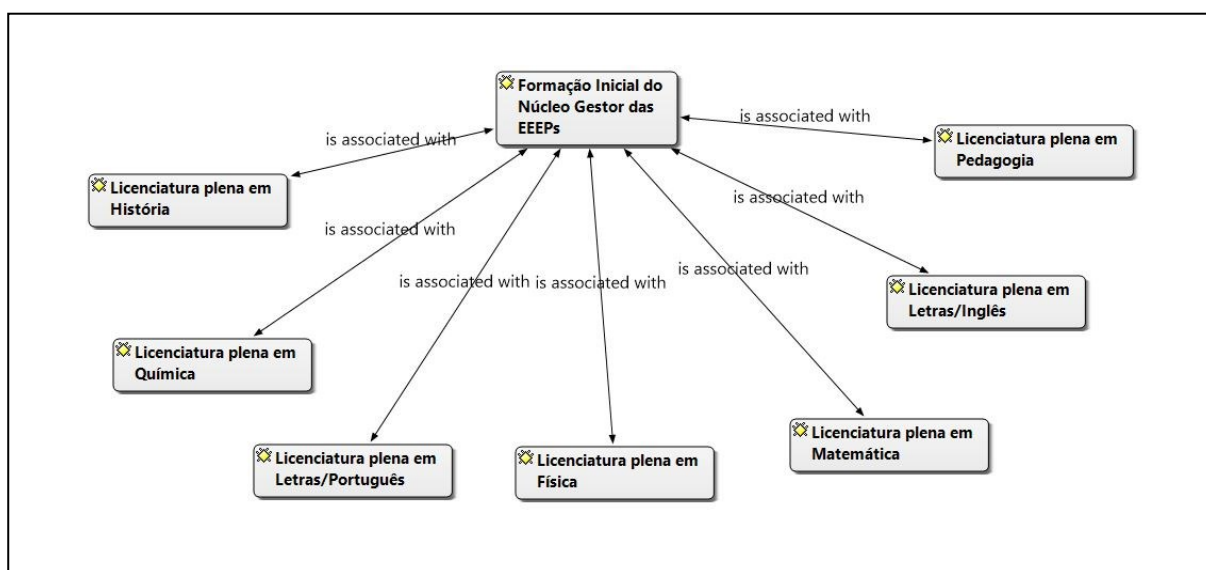 Formação Inicial do
Núcleo Gestor das
EEEPs
is associated with
is associated with
Licenciatura plena em
Pedagogia
Licenciatura plena em
História
is associated with
is associated with
is associated with
is associated with
is associated with
Licenciatura plena em
Letras/Inglês
Licenciatura plena em
Química
Licenciatura plena em
Matemática
Licenciatura plena em
Letras/Português
Licenciatura plena em
Física